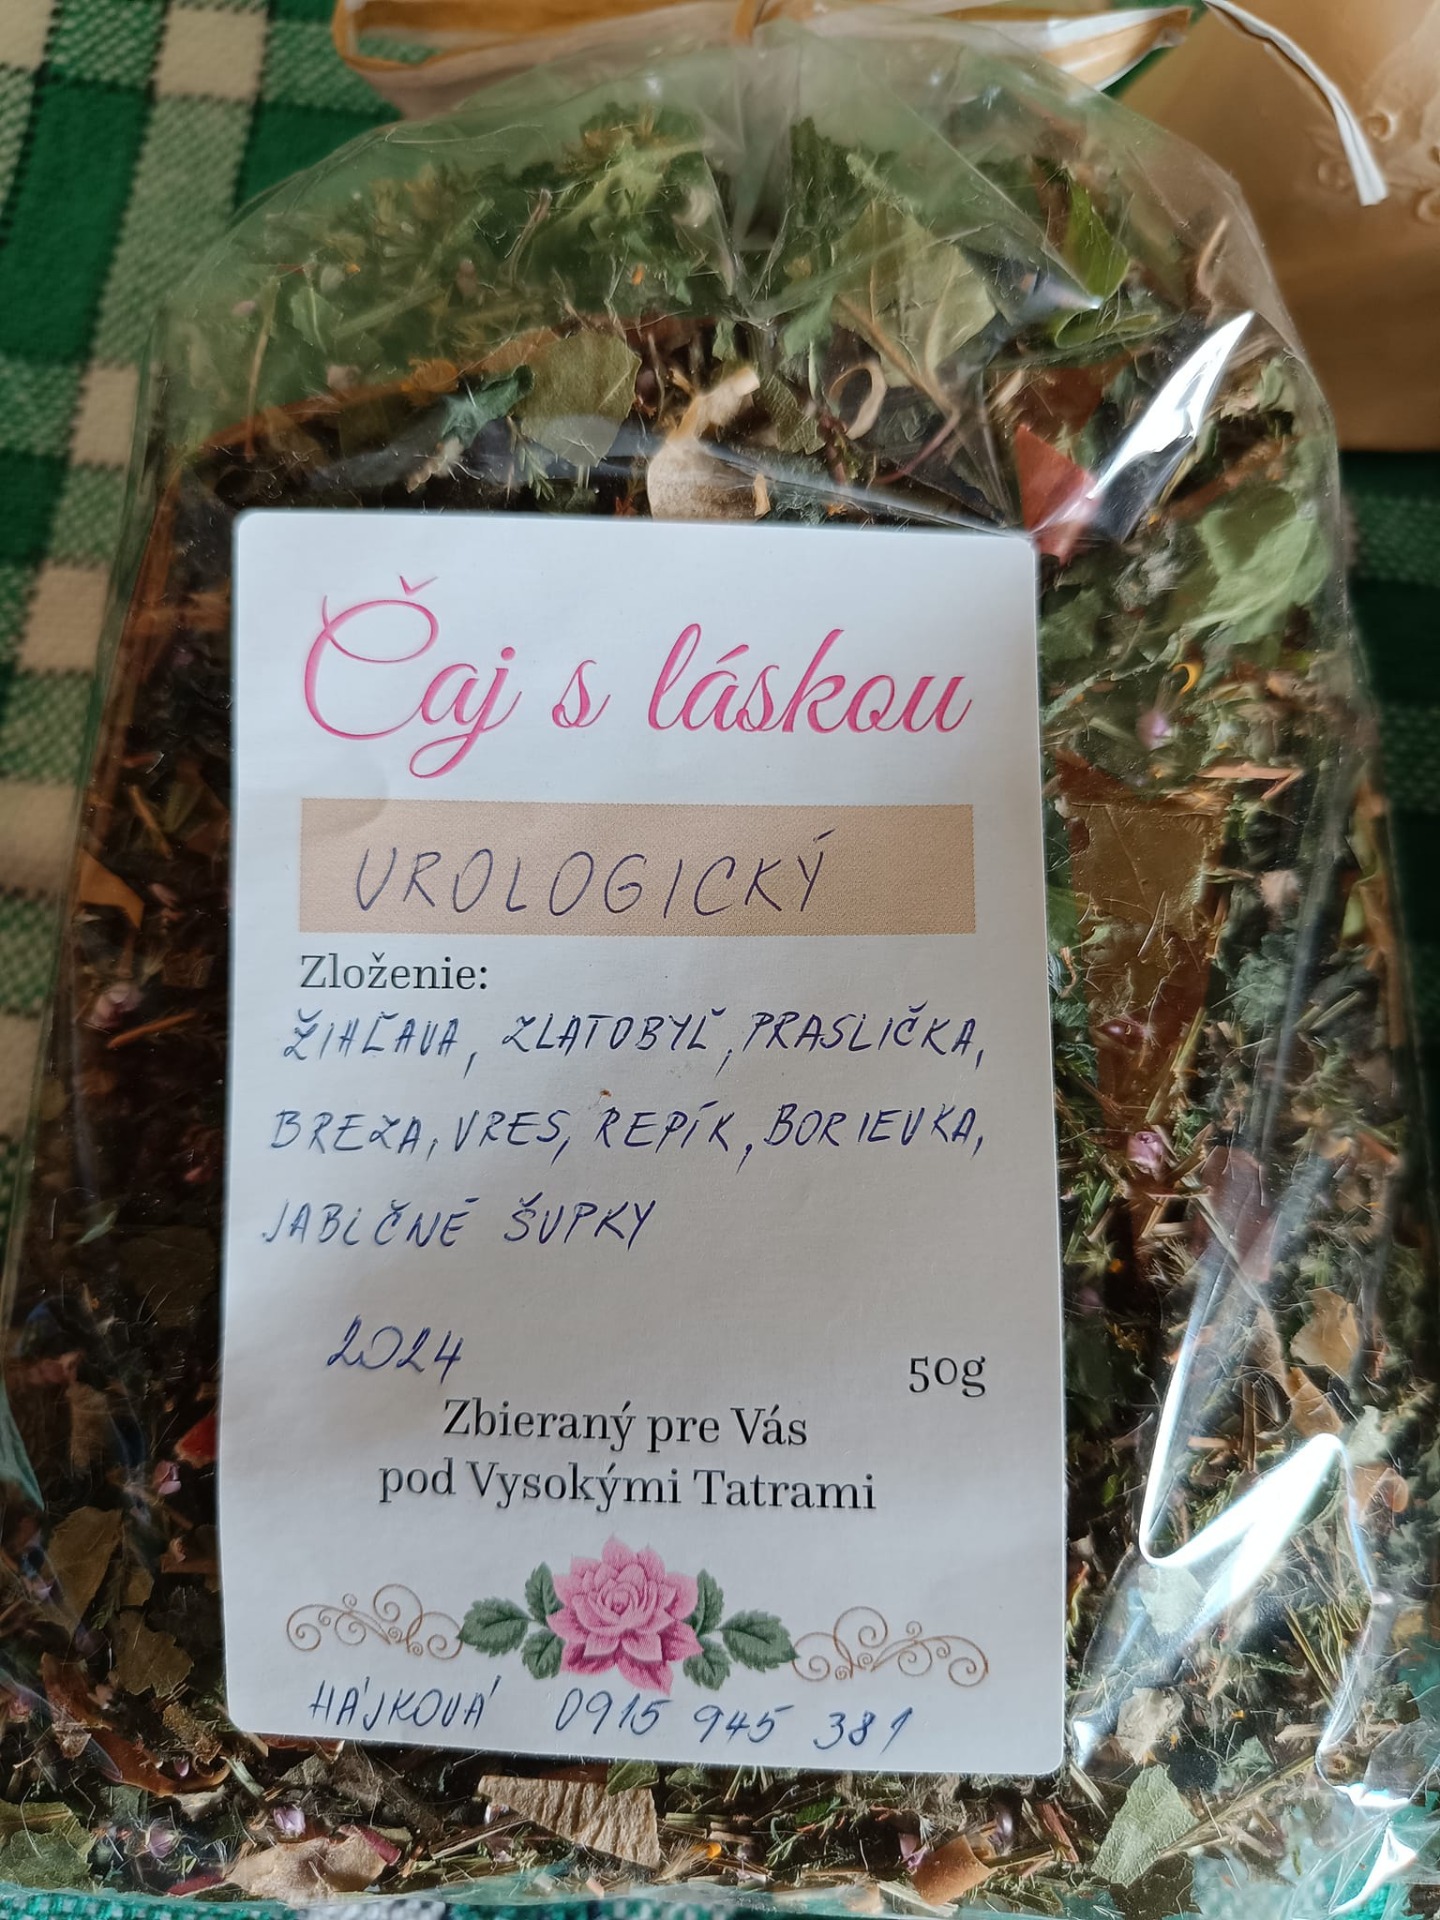 Čaj s láskou
UROLOGICKÝ
Zloženie:
ŽIHĽAVA, ZLATOBYĽ, PRASLIČKA,
BREZA, VRES, REPÍK, BORIEVKA,
JABLČNÉ ŠUPKY
2024
50g
Zbieraný pre Vás
pod Vysokými Tatrami
HÁJKOVÁ 0915 945 381